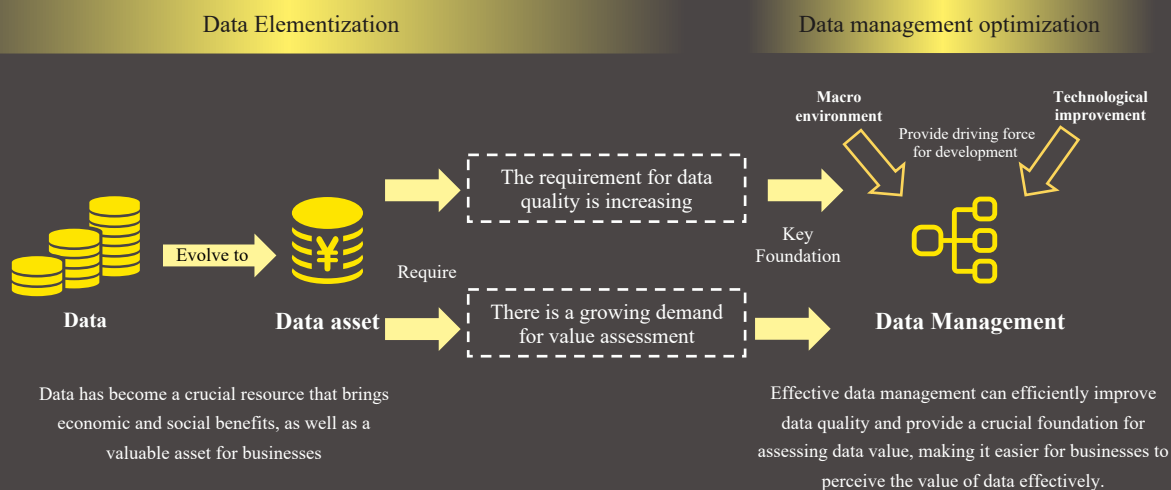 Data Elementization
Data management optimization
Macro
environment
Technological
improvement
Provide driving force
for development
The requirement for data
quality is increasing
Evolve to
¥
Require
Key
Foundation
There is a growing demand
for value assessment
Data
Data asset
Data Management
Data has become a crucial resource that brings
economic and social benefits, as well as a
valuable asset for businesses
Effective data management can efficiently improve
data quality and provide a crucial foundation for
assessing data value, making it easier for businesses to
perceive the value of data effectively.